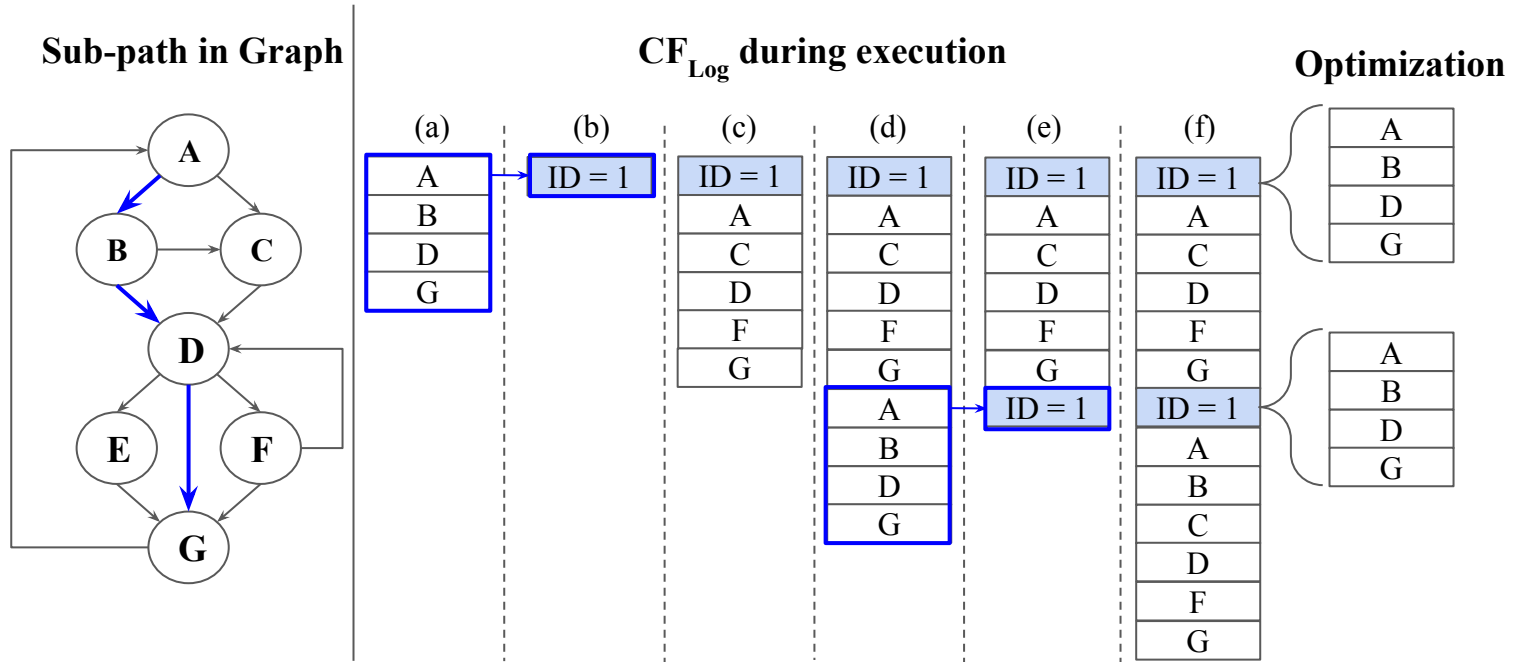 Sub-path in Graph
CF_Log during execution
Optimization
A
B
C
D
E
F
G
(a)
A
B
D
G
(b)
ID = 1
(c)
ID = 1
A
C
D
F
G
(d)
ID = 1
A
C
D
F
G
A
B
D
G
(e)
ID = 1
A
C
D
F
G
ID = 1
(f)
ID = 1
A
C
D
F
G
ID = 1
A
B
C
D
F
G
A
B
D
G
A
B
D
G